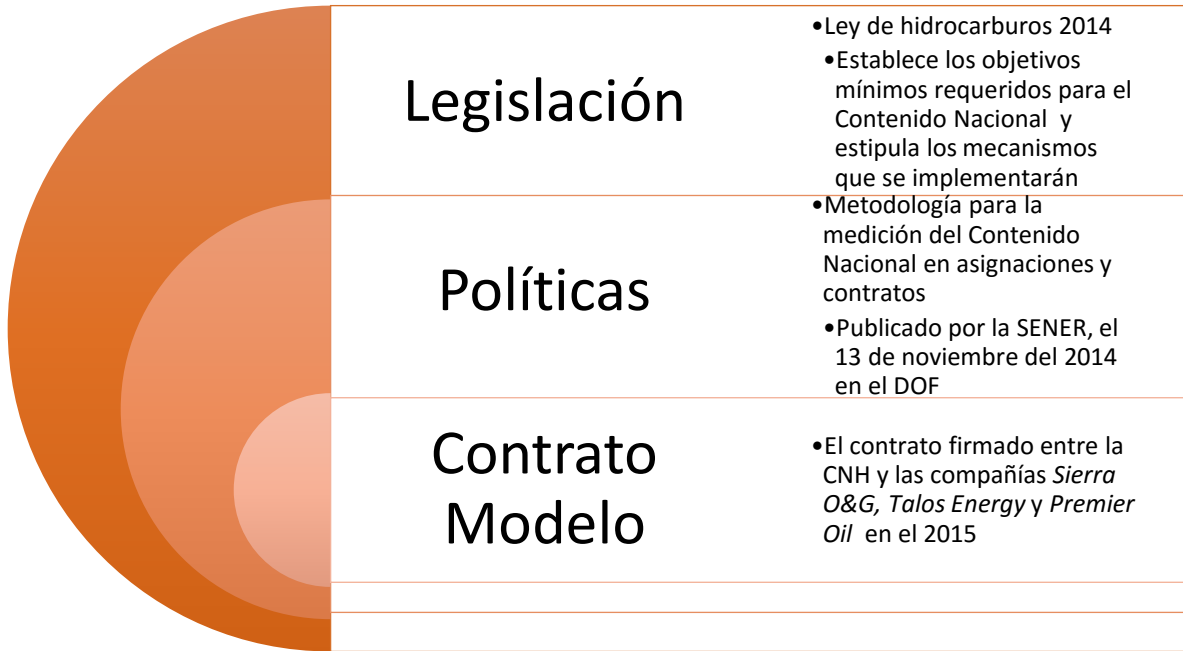 Legislación
•Ley de hidrocarburos 2014
•Establece los objetivos
mínimos requeridos para el
Contenido Nacional y
estipula los mecanismos
que se implementarán
Políticas
•Metodología para la
medición del Contenido
Nacional en asignaciones y
contratos
•Publicado por la SENER, el
13 de noviembre del 2014
en el DOF
Contrato
Modelo
•El contrato firmado entre la
CNH y las compañías Sierra
O&G, Talos Energy y Premier
Oil en el 2015